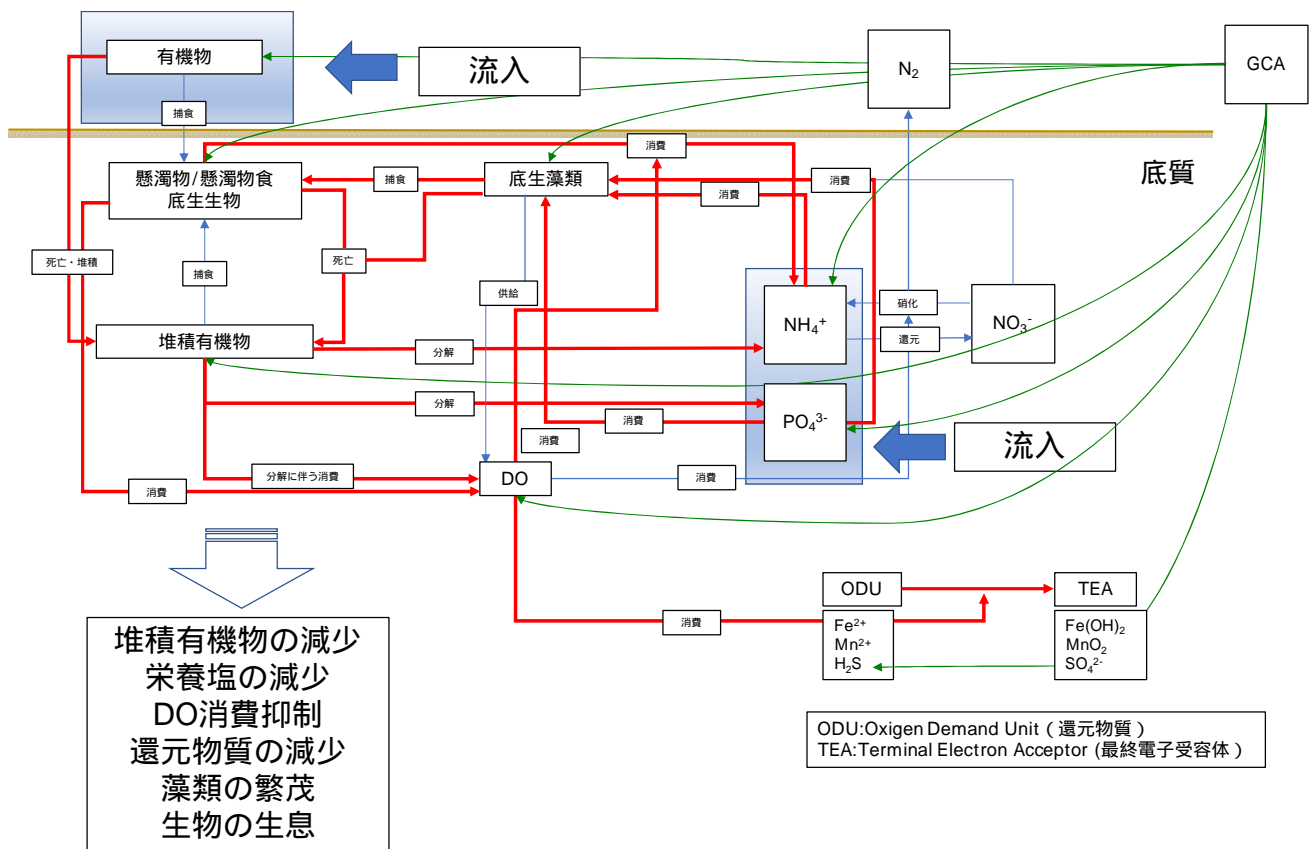 有機物
流入
N₂
GCA
捕食
消費
底質
懸濁物/懸濁物食
底生生物
捕食
底生藻類
消費
消費
死亡・堆積
捕食
死亡
供給
NH₄⁺
硝化
還元
NO₃⁻
堆積有機物
分解
分解
消費
PO₄³⁻
流入
消費
分解に伴う消費
DO
消費
消費
ODU
TEA
消費
Fe²⁺
Mn²⁺
H₂S
Fe(OH)₂
MnO₂
SO₄²⁻
堆積有機物の減少
栄養塩の減少
DO消費抑制
還元物質の減少
藻類の繁茂
生物の生息
ODU:Oxigen Demand Unit（還元物質）
TEA:Terminal Electron Acceptor (最終電子受容体）